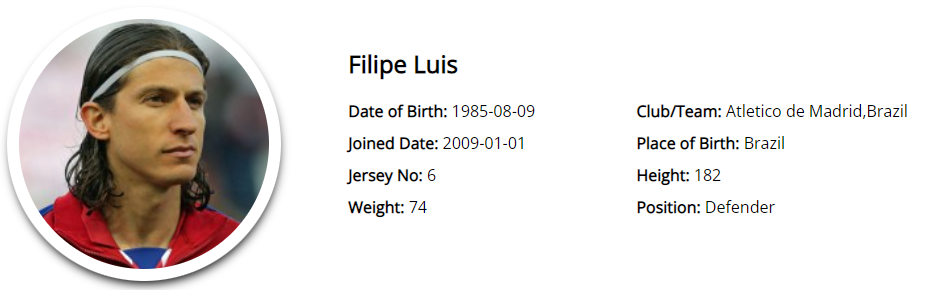 Filipe Luis
Date of Birth: 1985-08-09
Club/Team: Atletico de Madrid,Brazil
Joined Date: 2009-01-01
Place of Birth: Brazil
Jersey No: 6
Height: 182
Weight: 74
Position: Defender